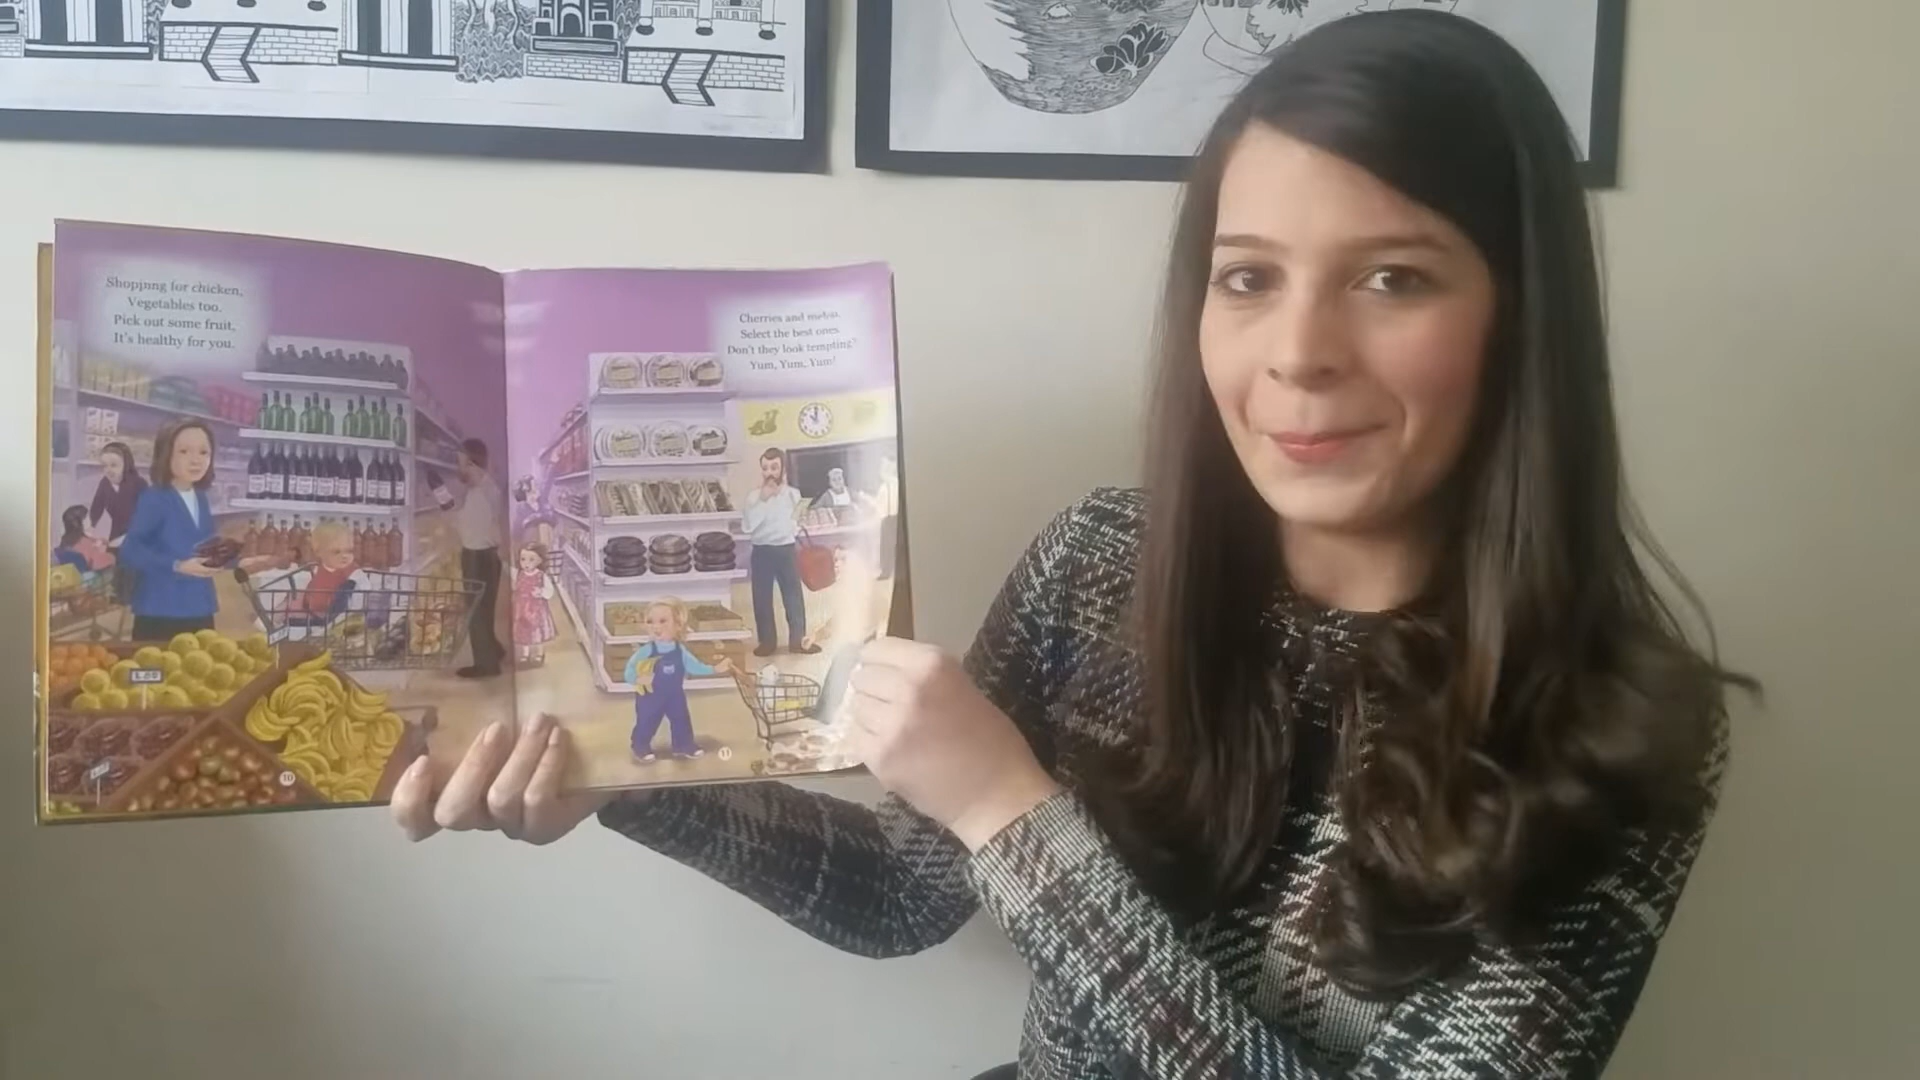 Shopping for chicken,
Vegetables too.
Pick out some fruit,
It's healthy for you.
10
Cherries and melon.
Select the best ones.
Don't they look tempting?
Yum, Yum, Yum!
11